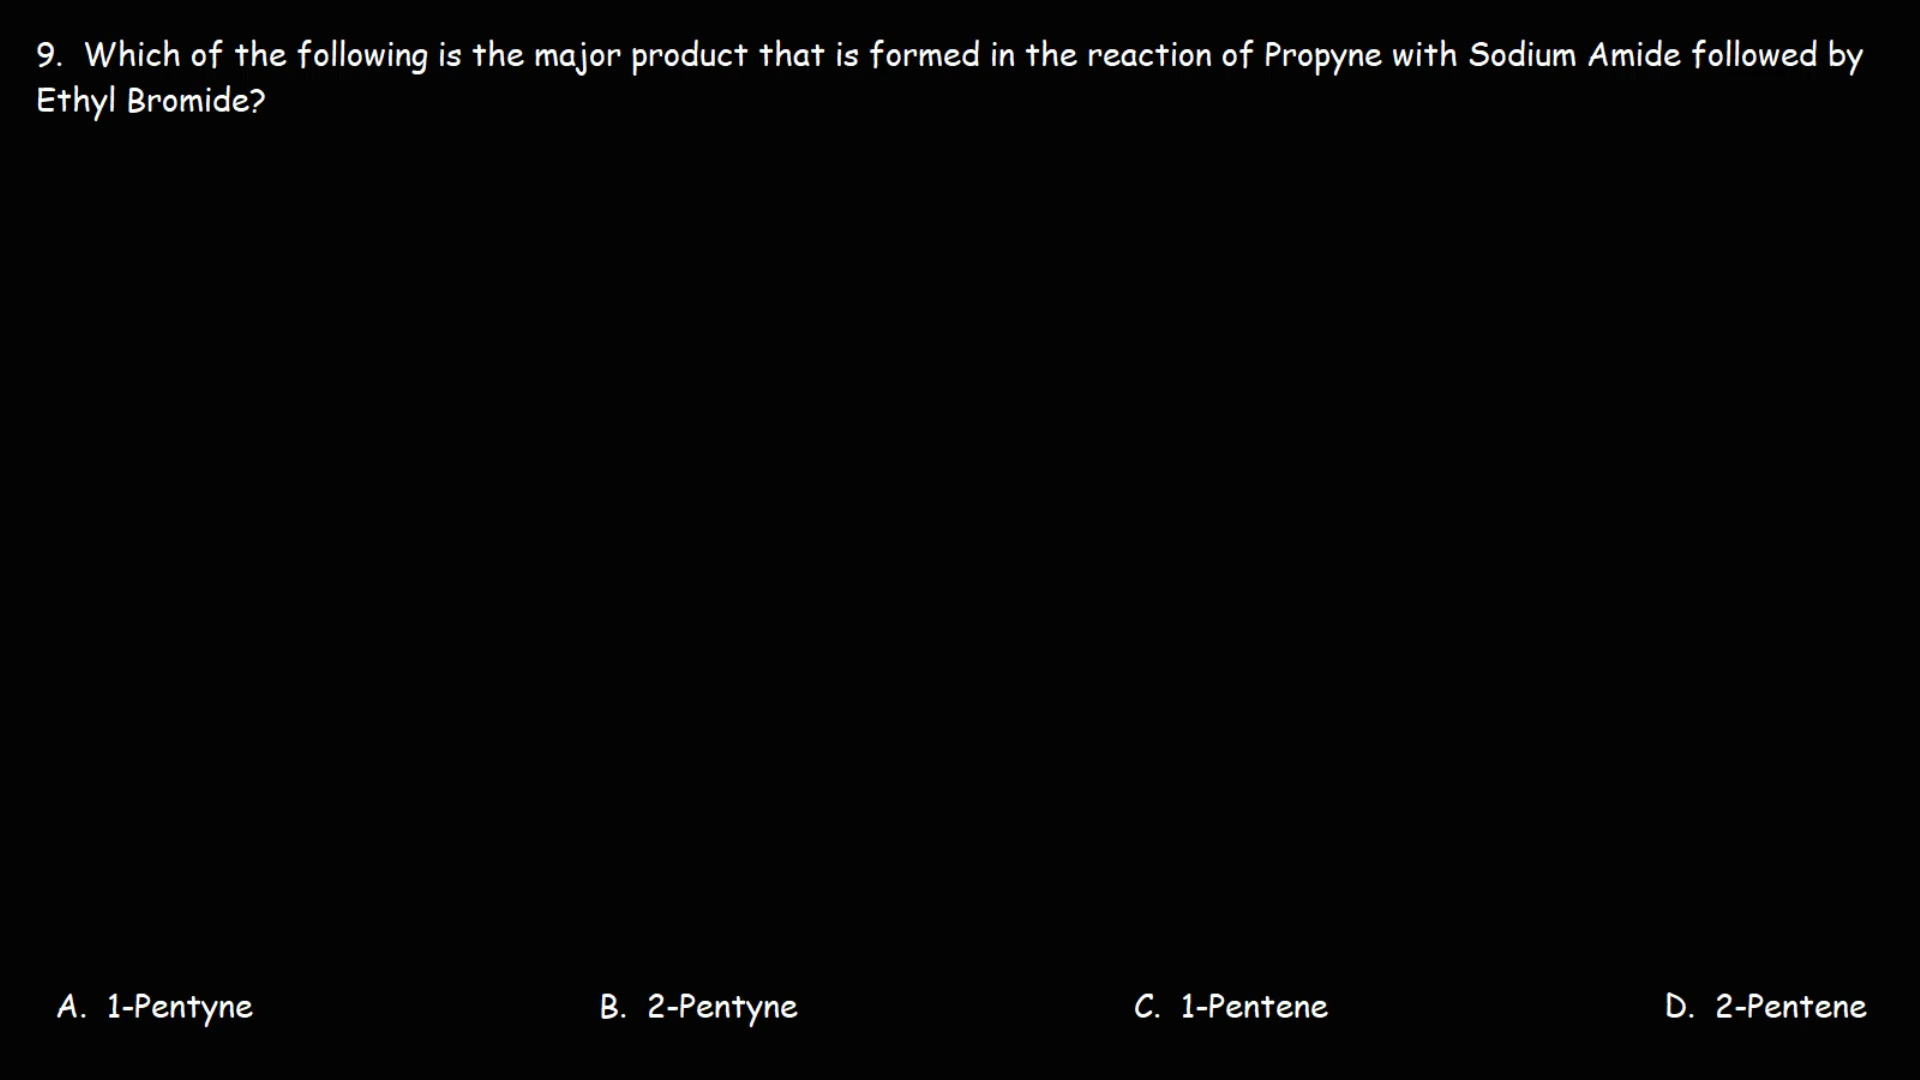 9. Which of the following is the major product that is formed in the reaction of Propyne with Sodium Amide followed by
Ethyl Bromide?
A. 1-Pentyne B. 2-Pentyne C. 1-Pentene D. 2-Pentene